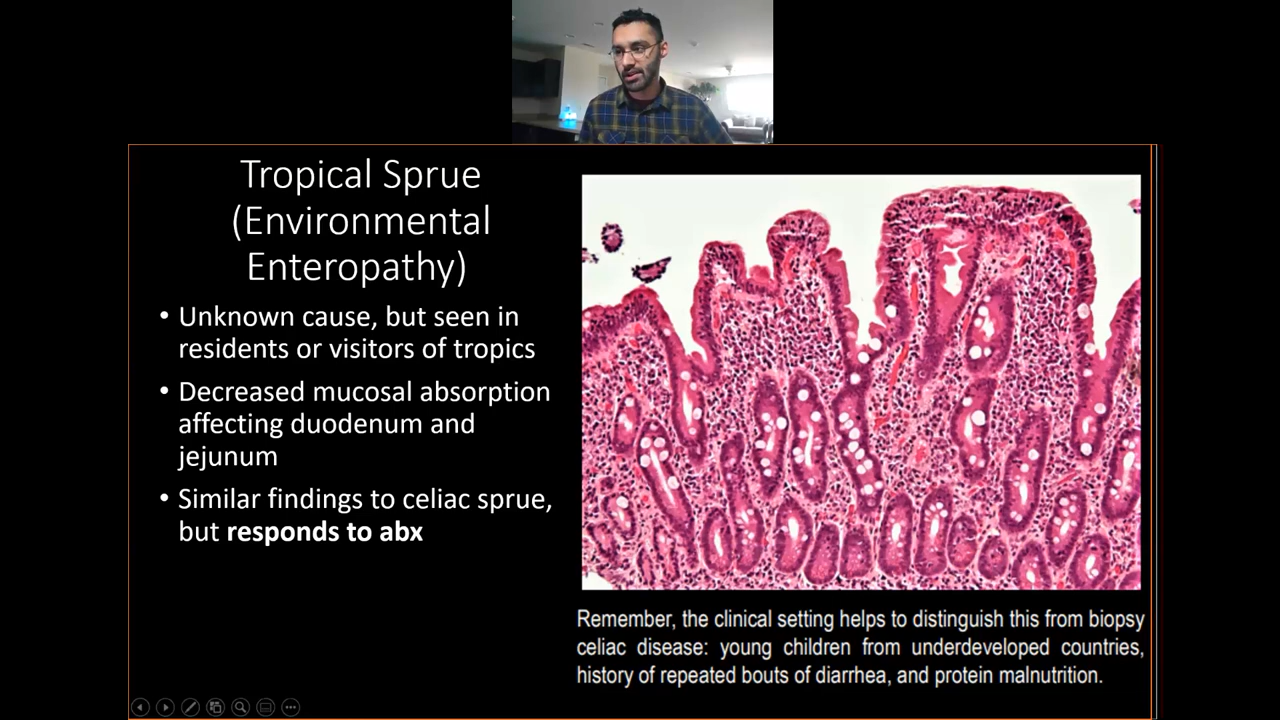 Tropical Sprue
(Environmental
Enteropathy)
• Unknown cause, but seen in
residents or visitors of tropics
• Decreased mucosal absorption
affecting duodenum and
jejunum
• Similar findings to celiac sprue,
but responds to abx
Remember, the clinical setting helps to distinguish this from biopsy
celiac disease: young children from underdeveloped countries,
history of repeated bouts of diarrhea, and protein malnutrition.